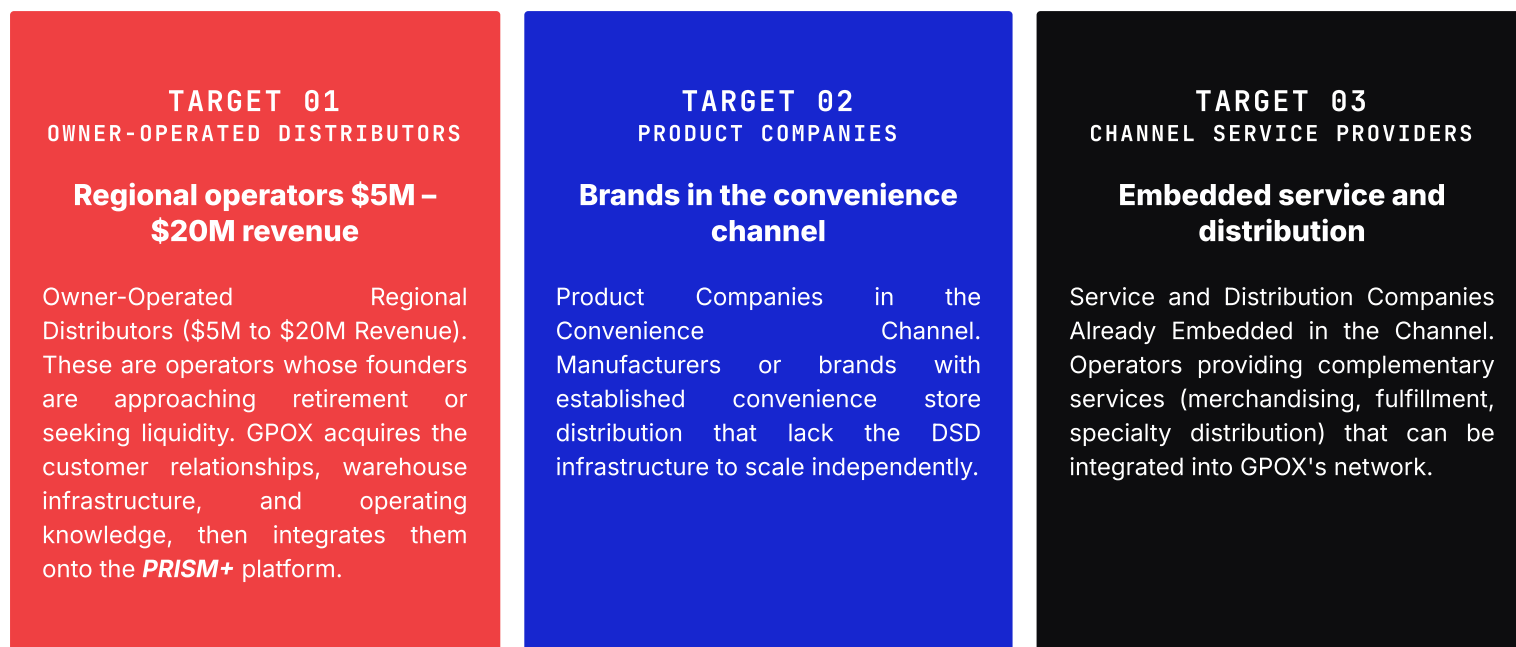 TARGET 01
OWNER-OPERATED DISTRIBUTORS
Regional operators $5M –
$20M revenue
Owner-Operated Regional
Distributors ($5M to $20M Revenue).
These are operators whose founders
are approaching retirement or
seeking liquidity. GPOX acquires the
customer relationships, warehouse
infrastructure, and operating
knowledge, then integrates them
onto the PRISM+ platform.
TARGET 02
PRODUCT COMPANIES
Brands in the convenience
channel
Product Companies in the
Convenience Channel.
Manufacturers or brands with
established convenience store
distribution that lack the DSD
infrastructure to scale independently.
TARGET 03
CHANNEL SERVICE PROVIDERS
Embedded service and
distribution
Service and Distribution Companies
Already Embedded in the Channel.
Operators providing complementary
services (merchandising, fulfillment,
specialty distribution) that can be
integrated into GPOX's network.